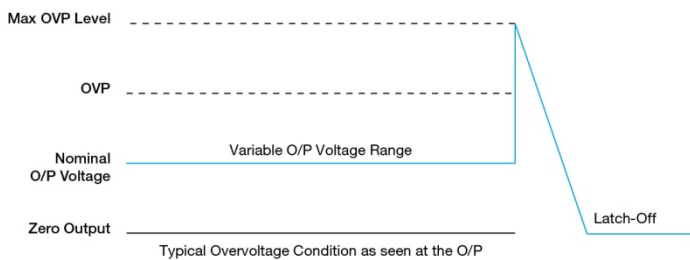 Max OVP Level
OVP
Variable O/P Voltage Range
Nominal
O/P Voltage
Latch-Off
Zero Output
Typical Overvoltage Condition as seen at the O/P